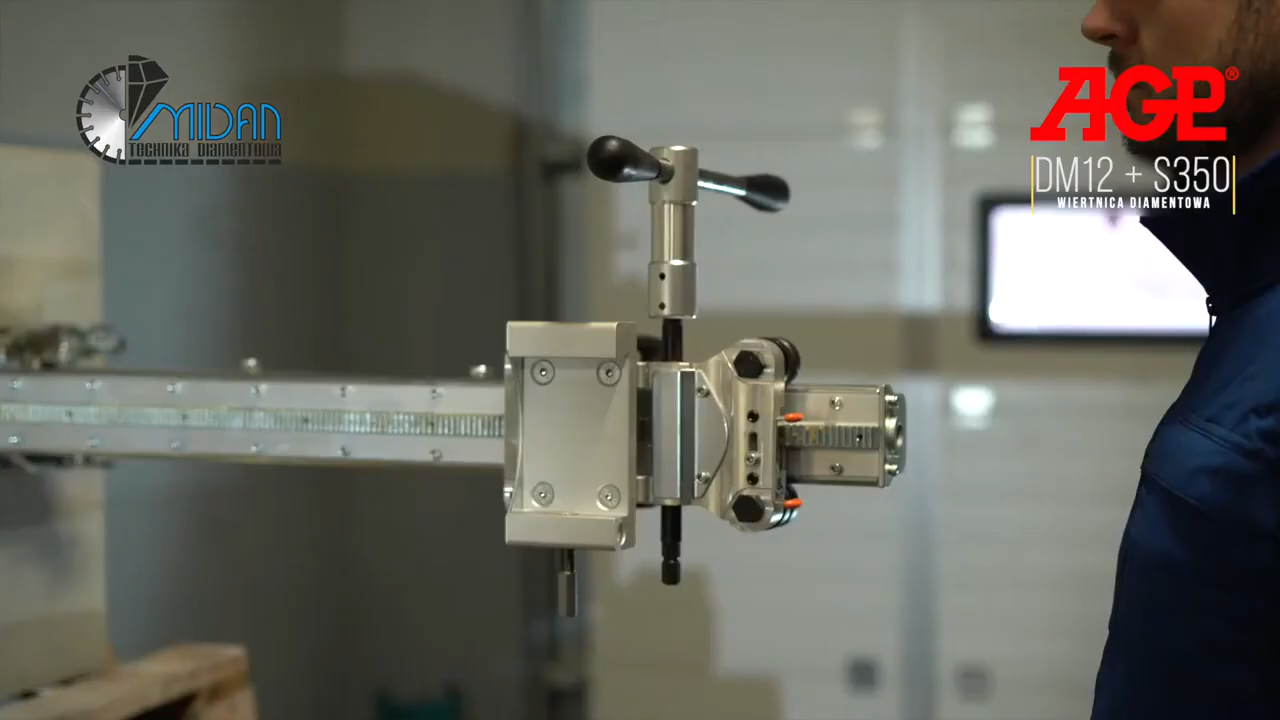 MIDAN
TECHNIKA DIAMENTOWA
AGP®
DM12 + S350
WIERTNICA DIAMENTOWA